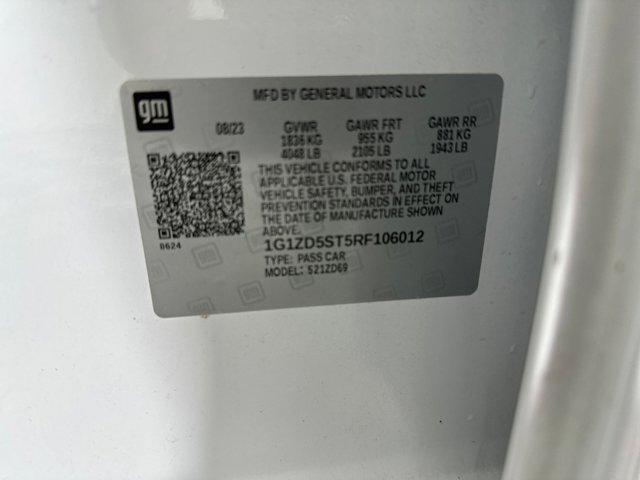 gm
MFD BY GENERAL MOTORS LLC
08/23 GVWR GAWR FRT GAWR RR
1836 KG 955 KG 881 KG
4048 LB 2105 LB 1943 LB
THIS VEHICLE CONFORMS TO ALL
APPLICABLE U.S. FEDERAL MOTOR
VEHICLE SAFETY, BUMPER, AND THEFT
PREVENTION STANDARDS IN EFFECT ON
THE DATE OF MANUFACTURE SHOWN
ABOVE.
0624
1G1ZD5ST5RF106012
TYPE: PASS CAR
MODEL: 521ZD69